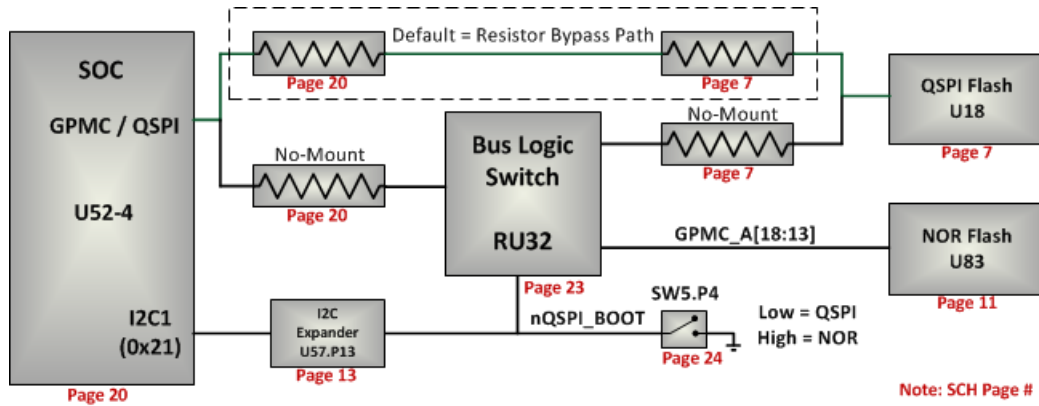 SOC
GPMC / QSPI
U52-4
I2C1
(0x21)
Page 20
Default = Resistor Bypass Path
Page 20
Page 7
No-Mount
Page 20
Bus Logic
Switch
RU32
Page 23
No-Mount
Page 7
QSPI Flash
U18
Page 7
GPMC_A[18:13]
NOR Flash
U83
Page 11
I2C
Expander
U57.P13
Page 13
nQSPI_BOOT
SW5.P4
Page 24
Low = QSPI
High = NOR
Note: SCH Page #